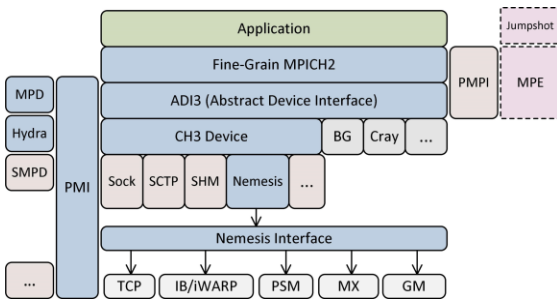 Application
Jumpshot
Fine-Grain MPICH2
PMPI
MPE
MPD
ADI3 (Abstract Device Interface)
Hydra
CH3 Device
BG
Cray
...
SMPD
PMI
Sock
SCTP
SHM
Nemesis
...
Nemesis Interface
...
TCP
IB/iWARP
PSM
MX
GM